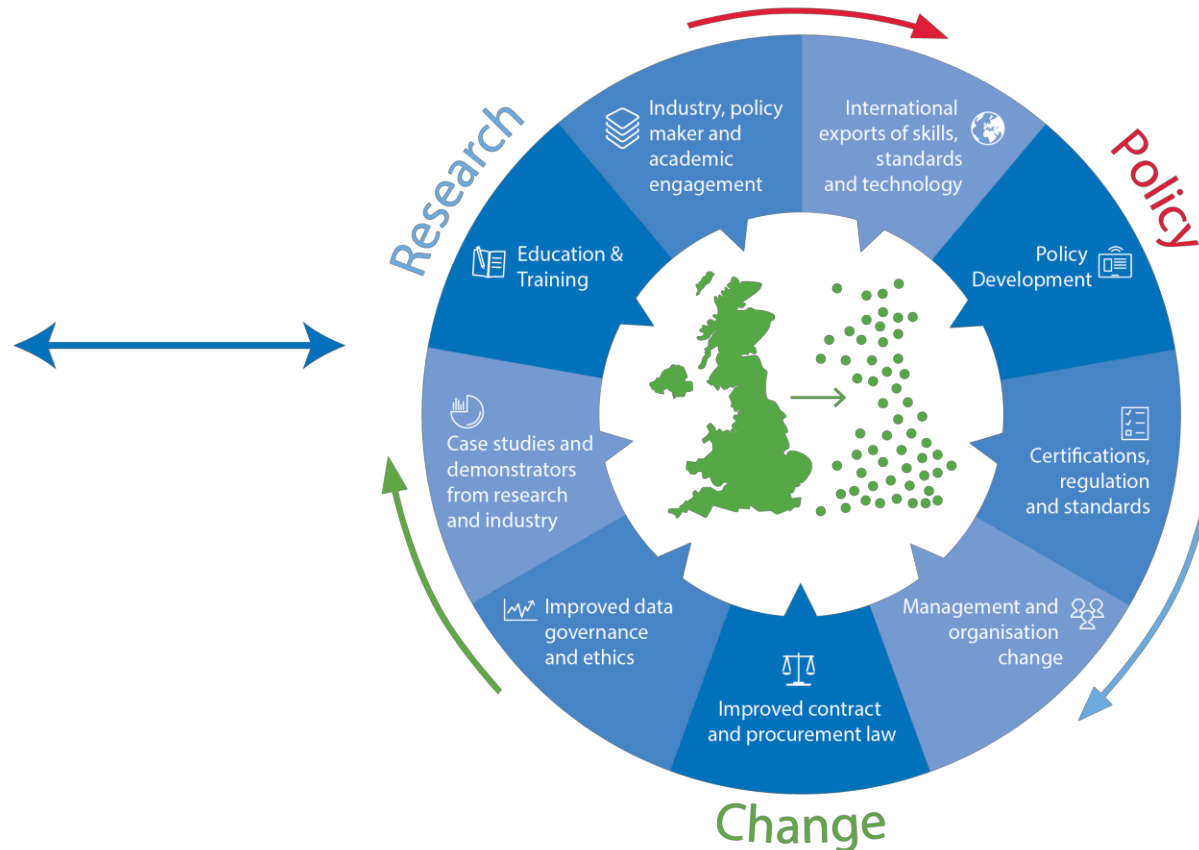 Research
Policy
Change
Industry, policy
maker and
academic
engagement
International
exports of skills,
standards
and technology
Policy
Development
Certifications,
regulation
and standards
Management and
organisation
change
Improved contract
and procurement law
Improved data
governance
and ethics
Case studies and
demonstrators
from research
and industry
Education &
Training